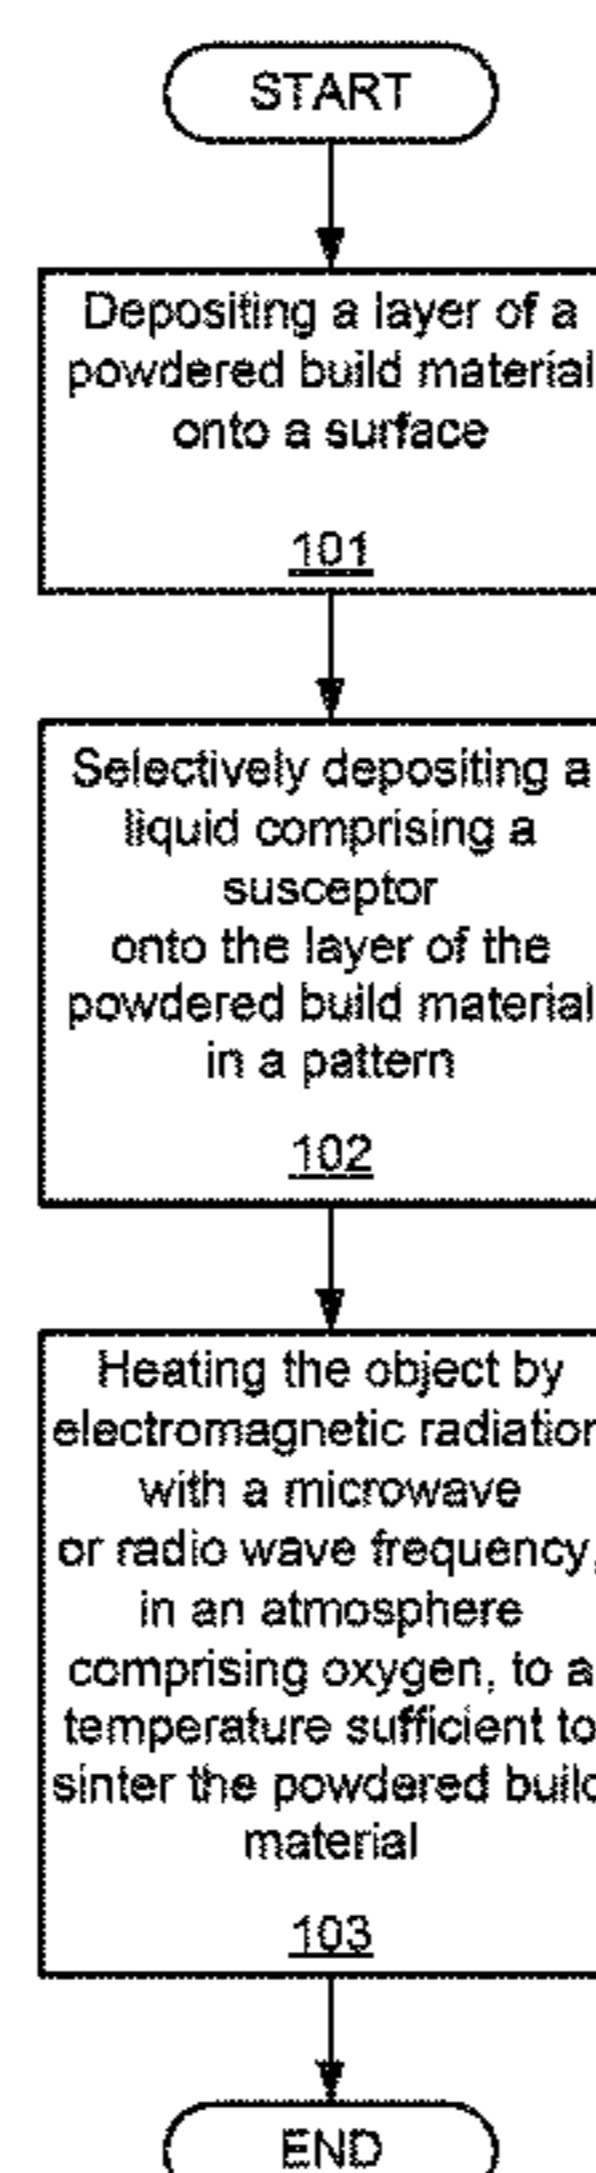 START
Depositing a layer of a
powdered build material
onto a surface
101
Selectively depositing a
liquid comprising a
susceptor
onto the layer of the
powdered build material
in a pattern
102
Heating the object by
electromagnetic radiation
with a microwave
or radio wave frequency,
in an atmosphere
comprising oxygen, to a
temperature sufficient to
sinter the powdered build
material
103
END